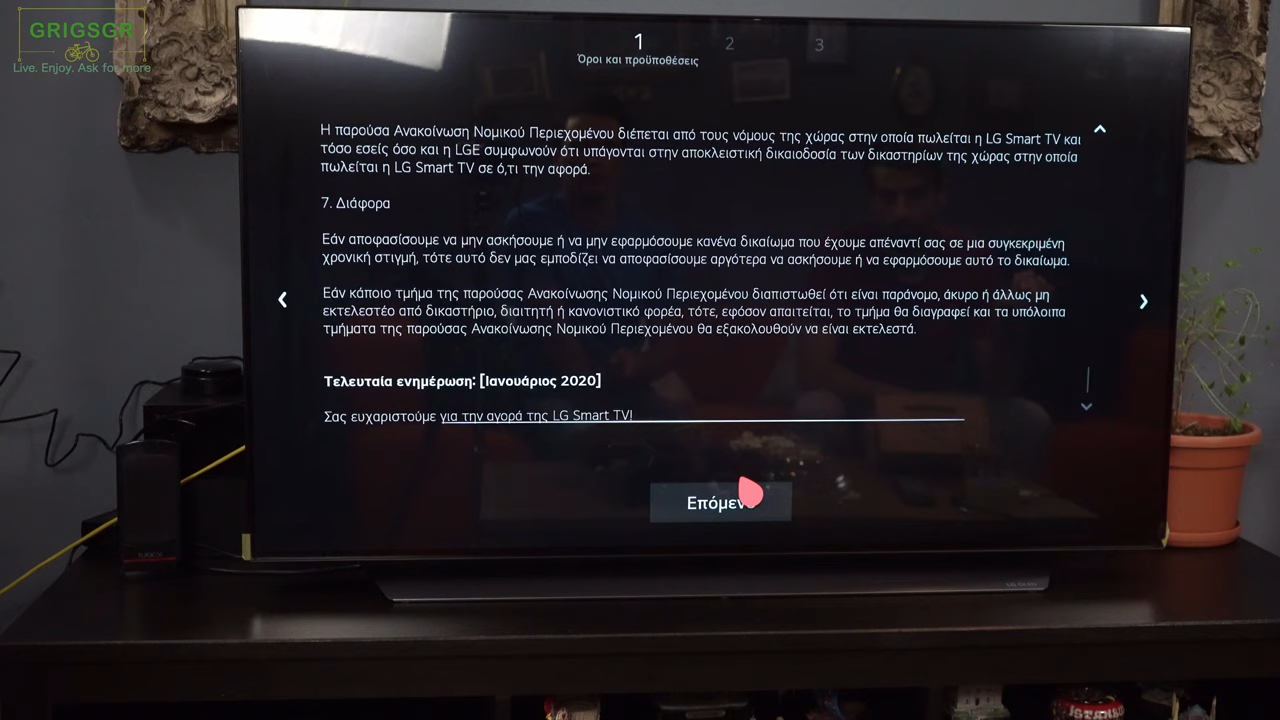 GRIGSGR
Live. Enjoy. Ask for more
1 2 3
Όροι και προϋποθέσεις
Η παρούσα Ανακοίνωση Νομικού Περιεχομένου διέπεται από τους νόμους της χώρας στην οποία πωλείται η LG Smart TV και
τόσο εσείς όσο και η LGE συμφωνούν ότι υπάγονται στην αποκλειστική δικαιοδοσία των δικαστηρίων της χώρας στην οποία
πωλείται η LG Smart TV σε ό,τι την αφορά.
7. Διάφορα
Εάν αποφασίσουμε να μην ασκήσουμε ή να μην εφαρμόσουμε κανένα δικαίωμα που έχουμε απέναντί σας σε μια συγκεκριμένη
χρονική στιγμή, τότε αυτό δεν μας εμποδίζει να αποφασίσουμε αργότερα να ασκήσουμε ή να εφαρμόσουμε αυτό το δικαίωμα.
Εάν κάποιο τμήμα της παρούσας Ανακοίνωσης Νομικού Περιεχομένου διαπιστωθεί ότι είναι παράνομο, άκυρο ή άλλως μη
εκτελεστέο από δικαστήριο, διαιτητή ή κανονιστικό φορέα, τότε, εφόσον απαιτείται, το τμήμα θα διαγραφεί και τα υπόλοιπα
τμήματα της παρούσας Ανακοίνωσης Νομικού Περιεχομένου θα εξακολουθούν να είναι εκτελεστά.
Τελευταία ενημέρωση: [Ιανουάριος 2020]
Σας ευχαριστούμε για την αγορά της LG Smart TV!
Επόμενο
LG OLED